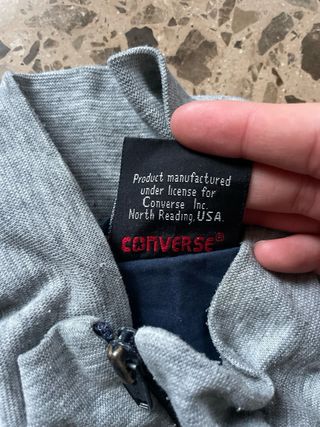 Product manufactured
under license for
Converse Inc.
North Reading, USA.
CONVERSE®